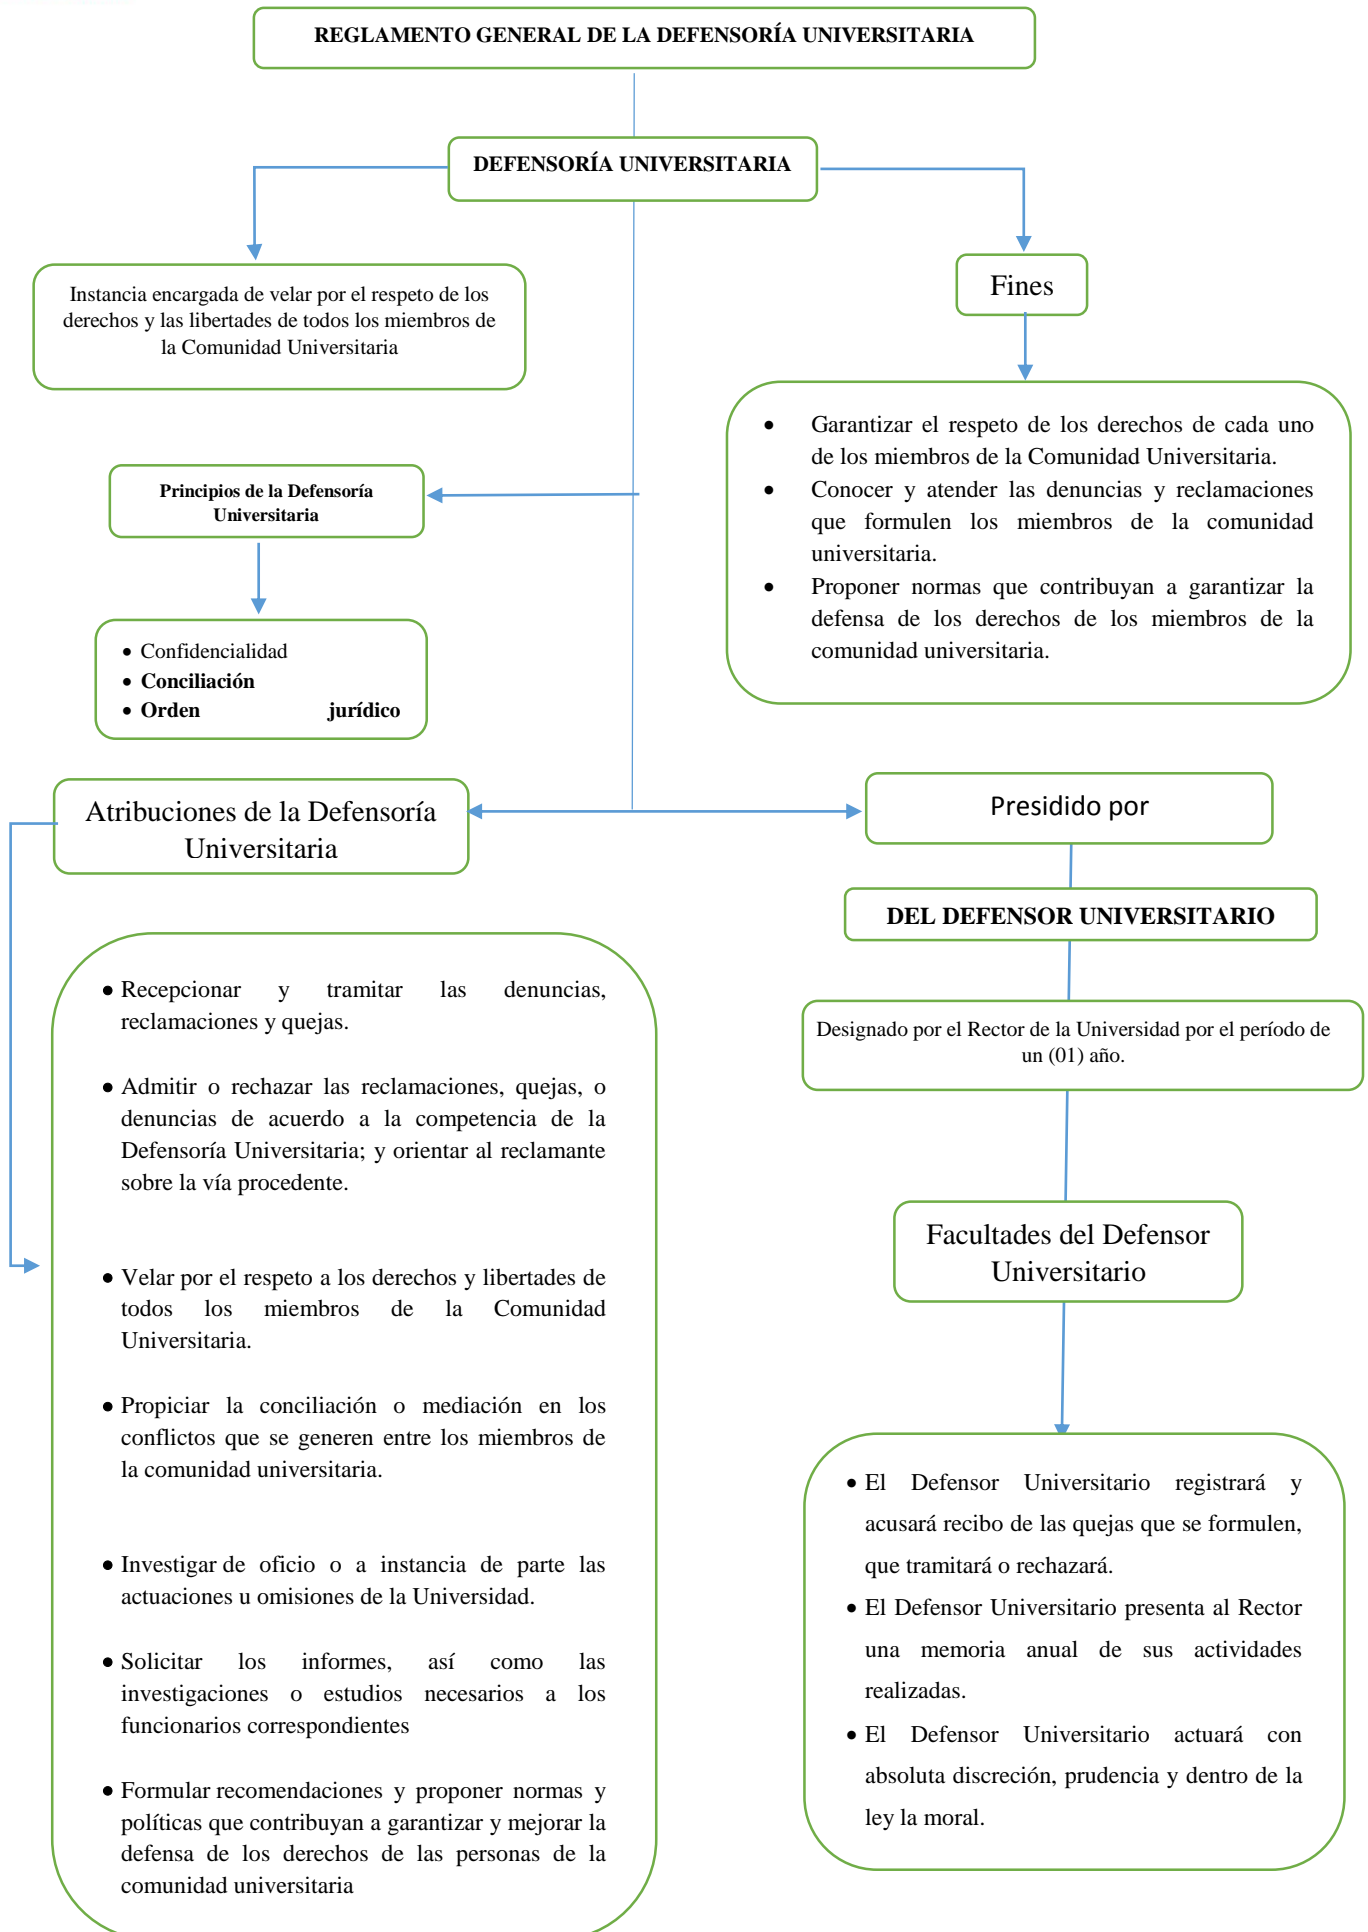 REGLAMENTO GENERAL DE LA DEFENSORÍA UNIVERSITARIA
DEFENSORÍA UNIVERSITARIA
Instancia encargada de velar por el respeto de los
derechos y las libertades de todos los miembros de
la Comunidad Universitaria
Fines
• Garantizar el respeto de los derechos de cada uno
de los miembros de la Comunidad Universitaria.
• Conocer y atender las denuncias y reclamaciones
que formulen los miembros de la comunidad
universitaria.
• Proponer normas que contribuyan a garantizar la
defensa de los derechos de los miembros de la
comunidad universitaria.
Principios de la Defensoría
Universitaria
• Confidencialidad
• Conciliación
• Orden jurídico
Atribuciones de la Defensoría
Universitaria
• Recepcionar y tramitar las denuncias,
reclamaciones y quejas.
• Admitir o rechazar las reclamaciones, quejas, o
denuncias de acuerdo a la competencia de la
Defensoría Universitaria; y orientar al reclamante
sobre la vía procedente.
• Velar por el respeto a los derechos y libertades de
todos los miembros de la Comunidad
Universitaria.
• Propiciar la conciliación o mediación en los
conflictos que se generen entre los miembros de
la comunidad universitaria.
• Investigar de oficio o a instancia de parte las
actuaciones u omisiones de la Universidad.
• Solicitar los informes, así como las
investigaciones o estudios necesarios a los
funcionarios correspondientes
• Formular recomendaciones y proponer normas y
políticas que contribuyan a garantizar y mejorar la
defensa de los derechos de las personas de la
comunidad universitaria
Presidido por
DEL DEFENSOR UNIVERSITARIO
Designado por el Rector de la Universidad por el período de
un (01) año.
Facultades del Defensor
Universitario
• El Defensor Universitario registrará y
acusará recibo de las quejas que se formulen,
que tramitará o rechazará.
• El Defensor Universitario presenta al Rector
una memoria anual de sus actividades
realizadas.
• El Defensor Universitario actuará con
absoluta discreción, prudencia y dentro de la
ley la moral.